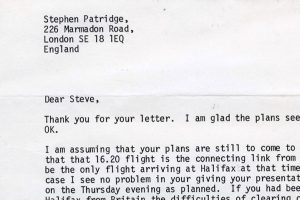 Stephen Patridge,
226 Marmadon Road,
London SE 18 1EQ
England
Dear Steve,
Thank you for your letter. I am glad the plans see
OK.
I am assuming that your plans are still to come to
that that 16.20 flight is the connecting link from
be the only flight arriving at Halifax at that time
case I see no problem in your giving your presentat
on the Thursday evening as planned. If you had bee
Halifax from Britain the difficulties of clearing c